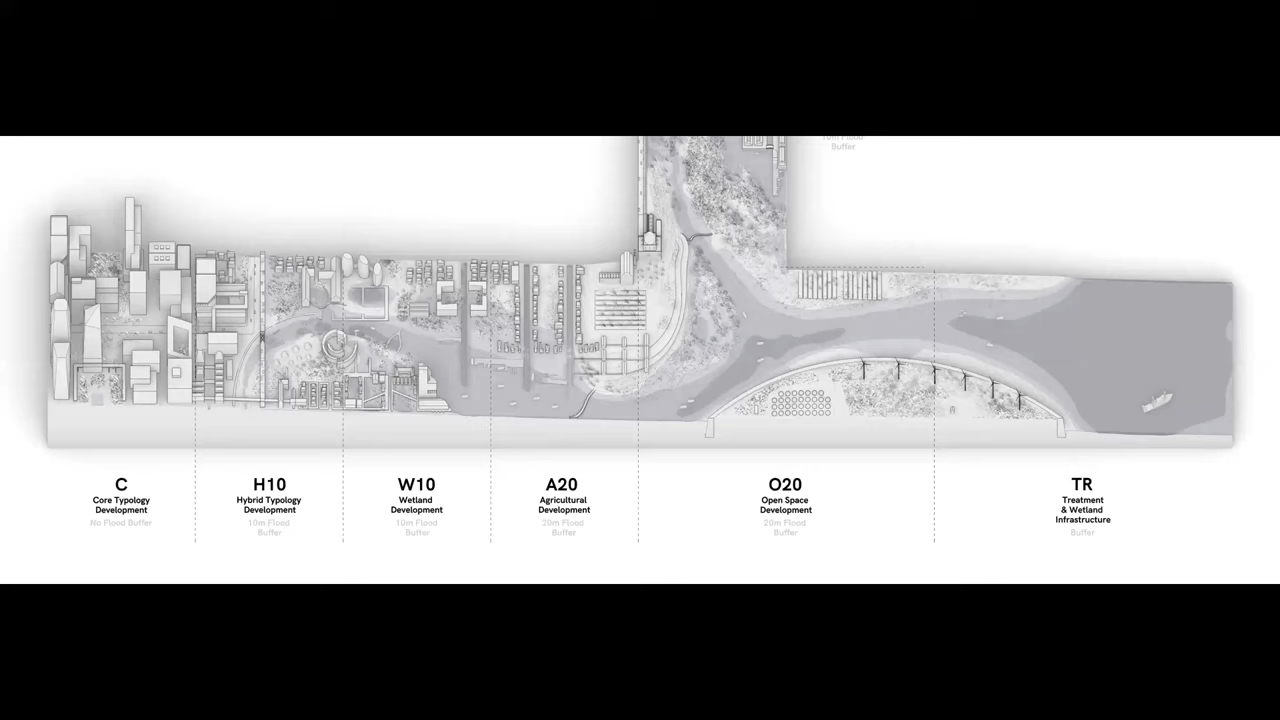 10m Flood
Buffer
C
Core Typology
Development
No Flood Buffer
H10
Hybrid Typology
Development
10m Flood
Buffer
W10
Wetland
Development
10m Flood
Buffer
A20
Agricultural
Development
20m Flood
Buffer
O20
Open Space
Development
20m Flood
Buffer
TR
Treatment
& Wetland
Infrastructure
Buffer